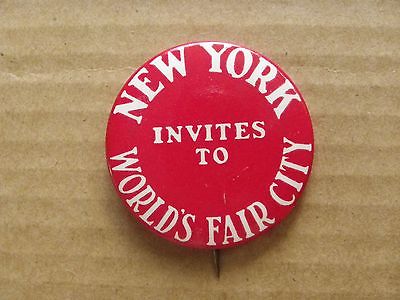 NEW YORK
INVITES
TO
WORLD'S FAIR CITY